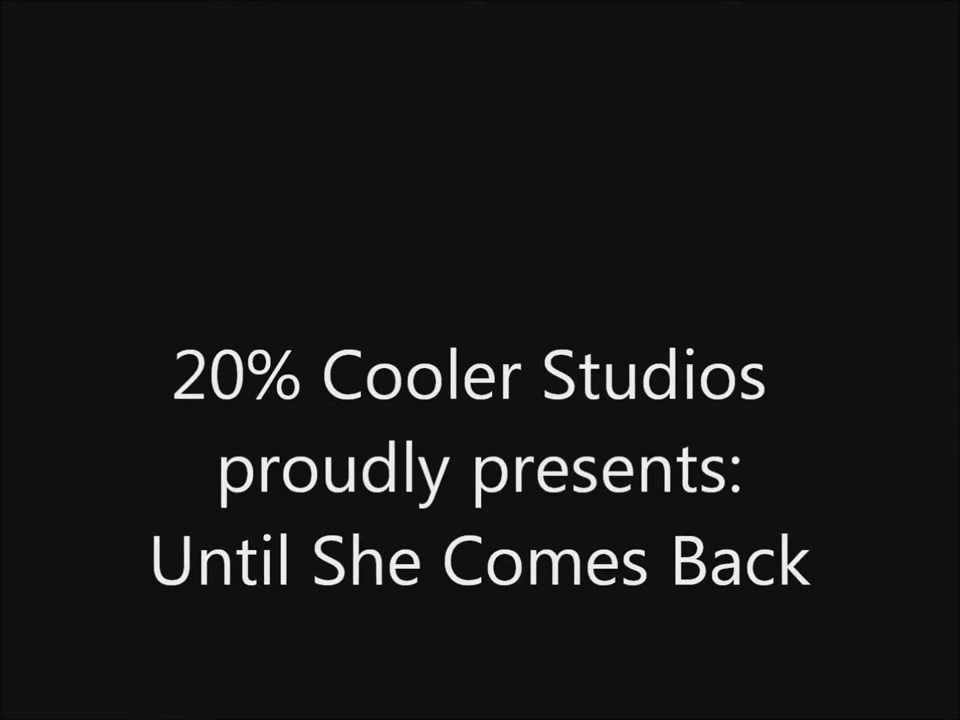 20% Cooler Studios
proudly presents:
Until She Comes Back